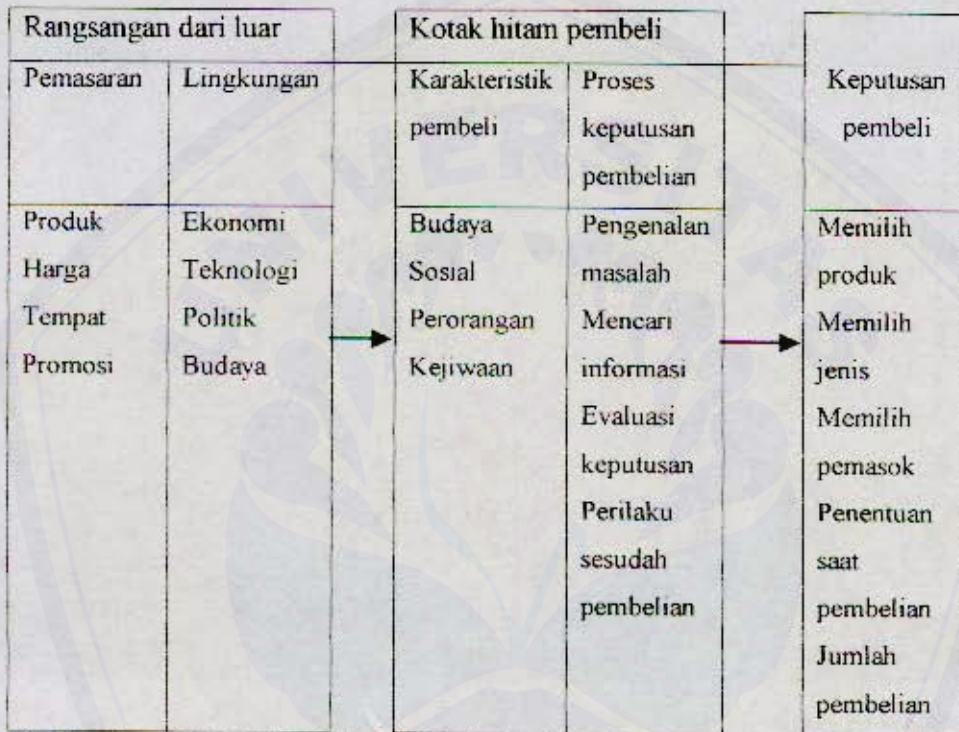 Rangsangan dari luar
Pemasaran
Lingkungan
Produk
Harga
Tempat
Promosi
Ekonomi
Teknologi
Politik
Budaya
Kotak hitam pembeli
Karakteristik
pembeli
Proses
keputusan
pembelian
Budaya
Sosial
Perorangan
Kejiwaan
Pengenalan
masalah
Mencari
informasi
Evaluasi
keputusan
Perilaku
sesudah
pembelian
Keputusan
pembeli
Memilih
produk
Memilih
jenis
Memilih
pemasok
Penentuan
saat
pembelian
Jumlah
pembelian
UNIVERSITAS